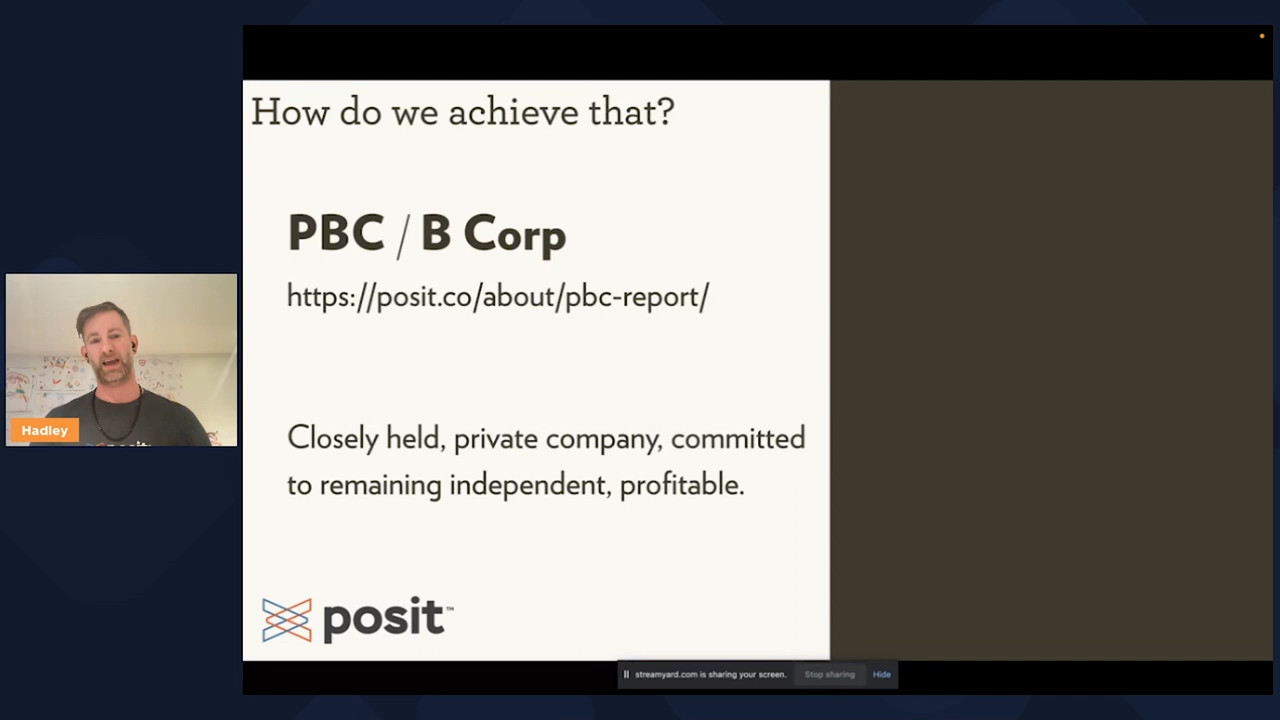 How do we achieve that?
PBC / B Corp
https://posit.co/about/pbc-report/
Closely held, private company, committed
to remaining independent, profitable.
posit™
Hadley
posit
streamyard.com is sharing your screen. Stop sharing Hide